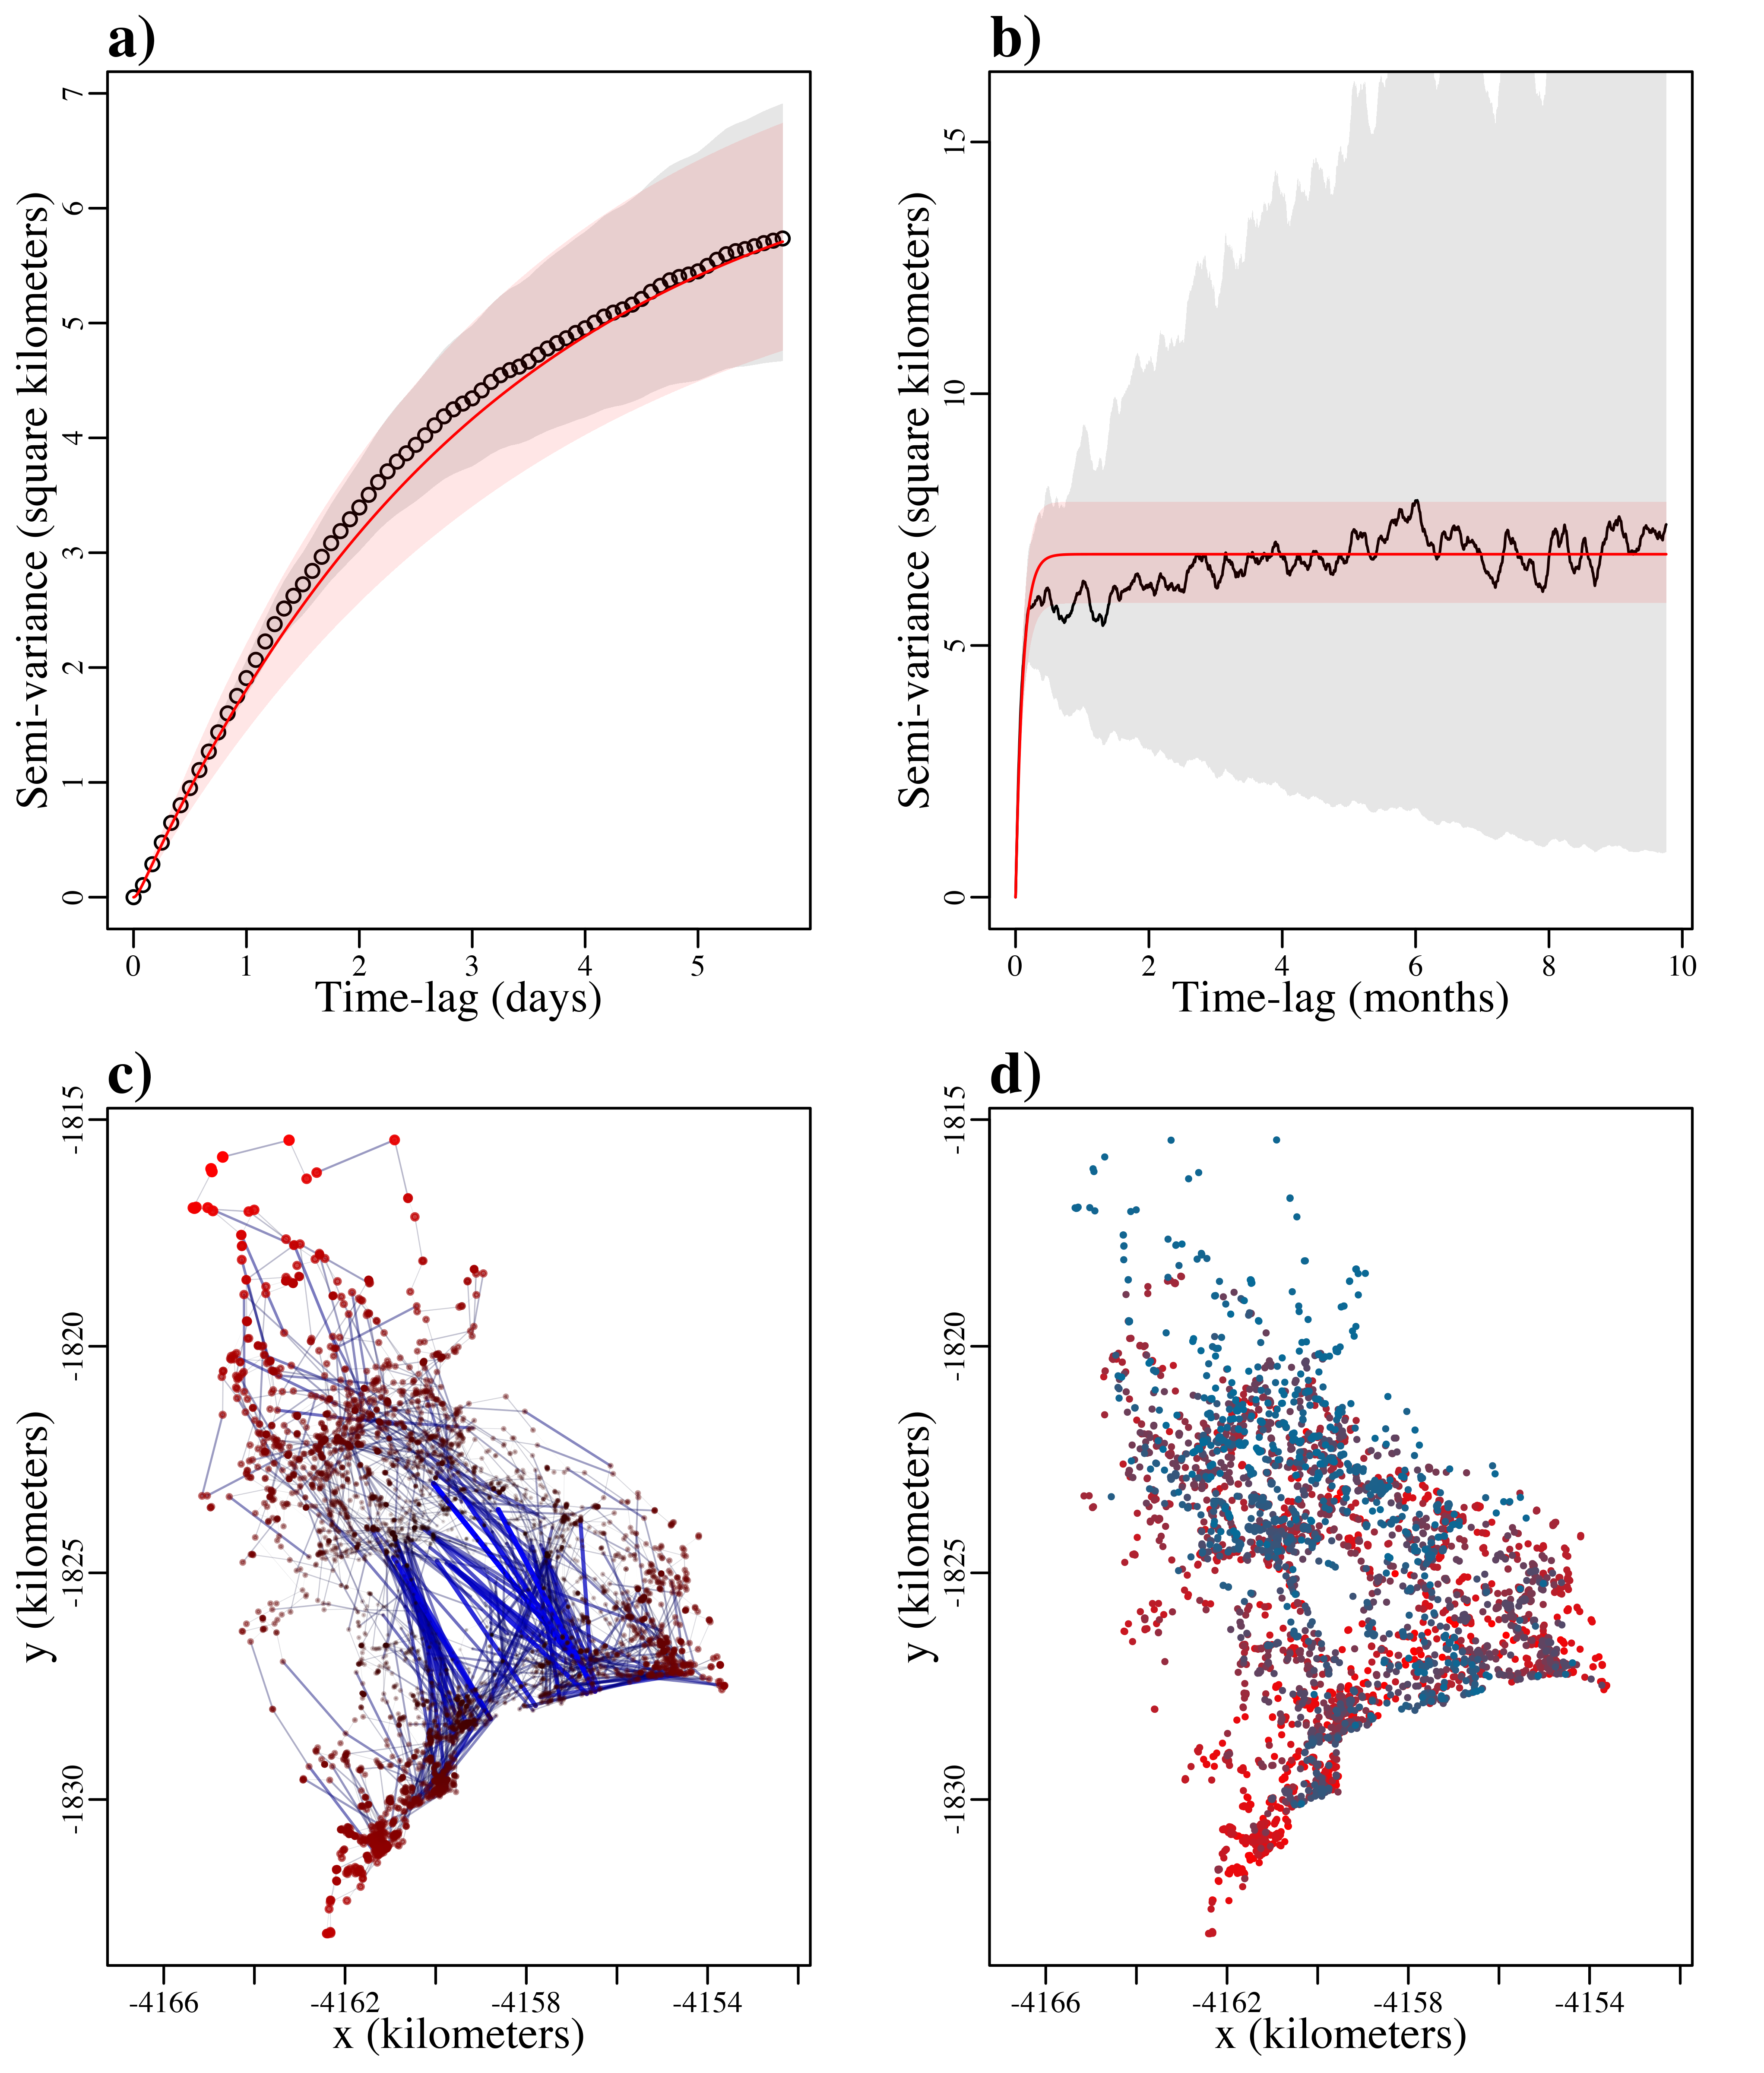 a)
7
6
5
4
3
2
1
0
Semi-variance (square kilometers)
0 1 2 3 4 5
Time-lag (days)
b)
15
10
5
0
Semi-variance (square kilometers)
0 2 4 6 8 10
Time-lag (months)
c)
-1815
-1820
-1825
-1830
y (kilometers)
-4166 -4162 -4158 -4154
x (kilometers)
d)
-1815
-1820
-1825
-1830
y (kilometers)
-4166 -4162 -4158 -4154
x (kilometers)